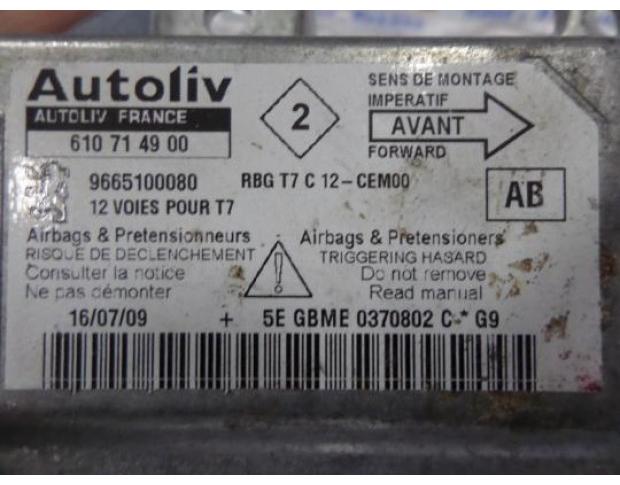 Autoliv
AUTOLIV FRANCE
610 71 49 00
2
SENS DE MONTAGE
IMPERATIF
AVANT
FORWARD
9665100080
RBG T7 C 12-CEM00
12 VOIES POUR T7
AB
Airbags & Pretensionneurs
RISQUE DE DECLENCHEMENT
Consulter la notice
Ne pas démonter
!
Airbags & Pretensioners
TRIGGERING HASARD
Do not remove
Read manual
16/07/09 + 5E GBME 0370802 C * G9